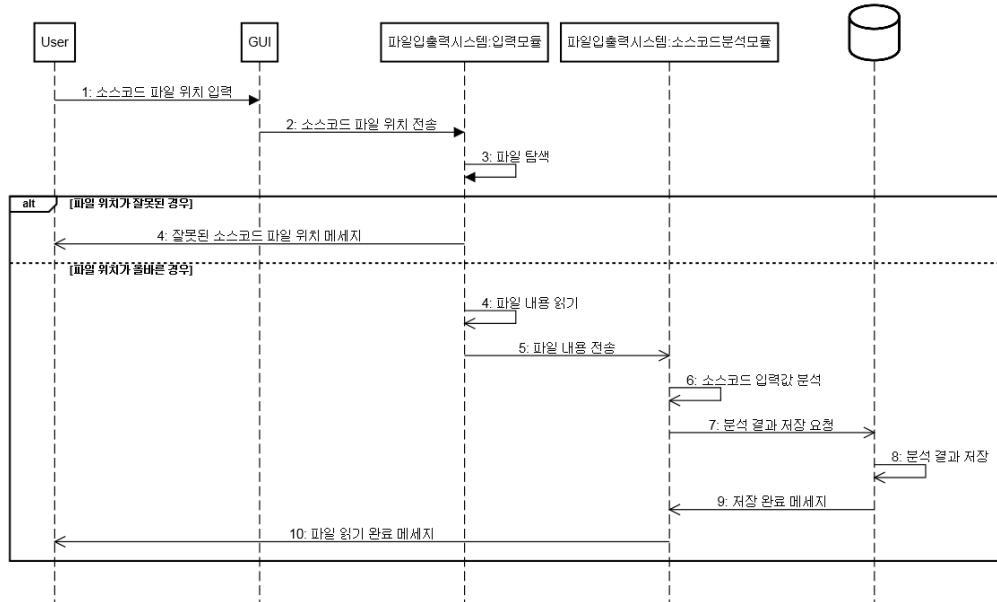 User
GUI
파일입출력시스템:입력모듈
파일입출력시스템:소스코드분석모듈
1: 소스코드 파일 위치 입력
2: 소스코드 파일 위치 전송
3: 파일 탐색
alt
[파일 위치가 잘못된 경우]
4: 잘못된 소스코드 파일 위치 메세지
[파일 위치가 올바른 경우]
4: 파일 내용 읽기
5: 파일 내용 전송
6: 소스코드 입력값 분석
7: 분석 결과 저장 요청
8: 분석 결과 저장
9: 저장 완료 메세지
10: 파일 읽기 완료 메세지